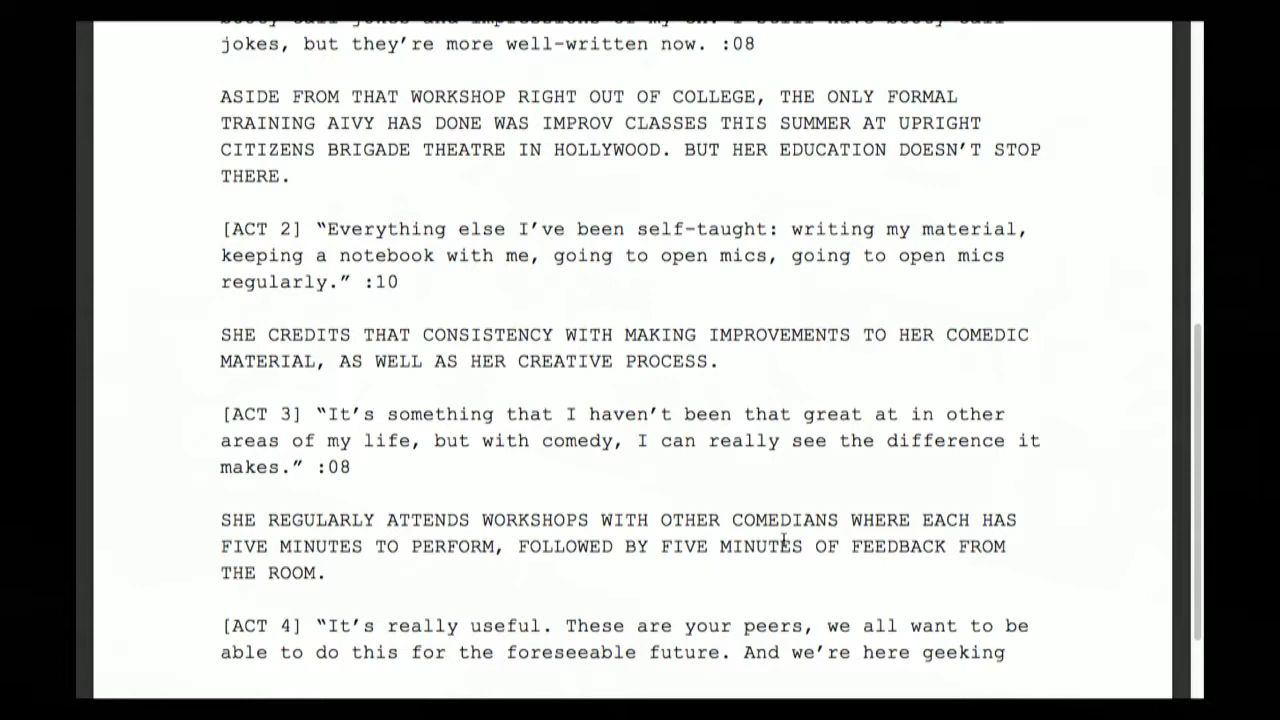 jokes, but they’re more well-written now. :08
ASIDE FROM THAT WORKSHOP RIGHT OUT OF COLLEGE, THE ONLY FORMAL
TRAINING AIVY HAS DONE WAS IMPROV CLASSES THIS SUMMER AT UPRIGHT
CITIZENS BRIGADE THEATRE IN HOLLYWOOD. BUT HER EDUCATION DOESN’T STOP
THERE.
[ACT 2] “Everything else I’ve been self-taught: writing my material,
keeping a notebook with me, going to open mics, going to open mics
regularly.” :10
SHE CREDITS THAT CONSISTENCY WITH MAKING IMPROVEMENTS TO HER COMEDIC
MATERIAL, AS WELL AS HER CREATIVE PROCESS.
[ACT 3] “It’s something that I haven’t been that great at in other
areas of my life, but with comedy, I can really see the difference it
makes.” :08
SHE REGULARLY ATTENDS WORKSHOPS WITH OTHER COMEDIANS WHERE EACH HAS
FIVE MINUTES TO PERFORM, FOLLOWED BY FIVE MINUTES OF FEEDBACK FROM
THE ROOM.
[ACT 4] “It’s really useful. These are your peers, we all want to be
able to do this for the foreseeable future. And we’re here geeking